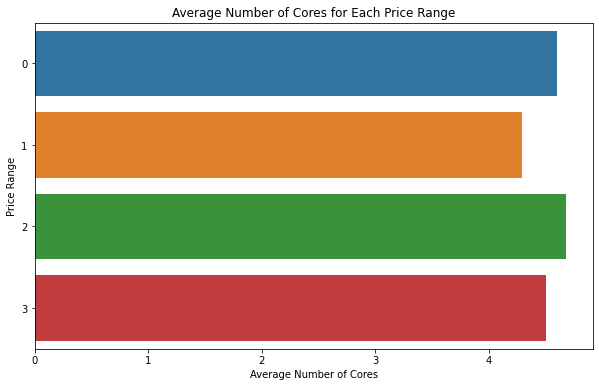 Average Number of Cores for Each Price Range
Price Range
0
1
2
3
0 1 2 3 4
Average Number of Cores